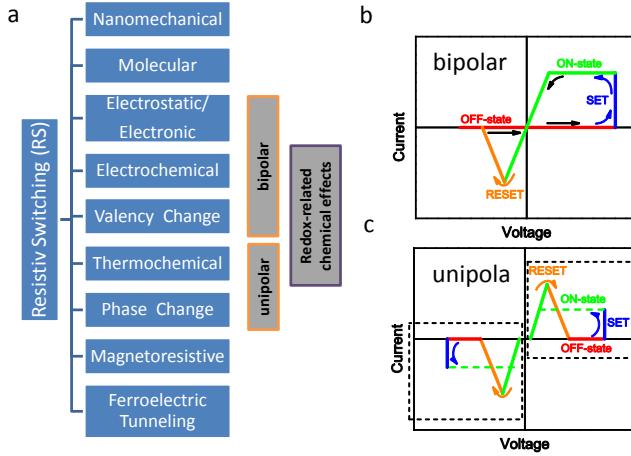 a
Resistiv Switching (RS)
Nanomechanical
Molecular
Electrostatic/
Electronic
Electrochemical
Valency Change
Thermochemical
Phase Change
Magnetoresistive
Ferroelectric
Tunneling
bipolar
unipolar
Redox-related
chemical effects
b
bipolar
ON-state
SET
OFF-state
RESET
Current
Voltage
c
unipola
RESET
ON-state
SET
OFF-state
Current
Voltage